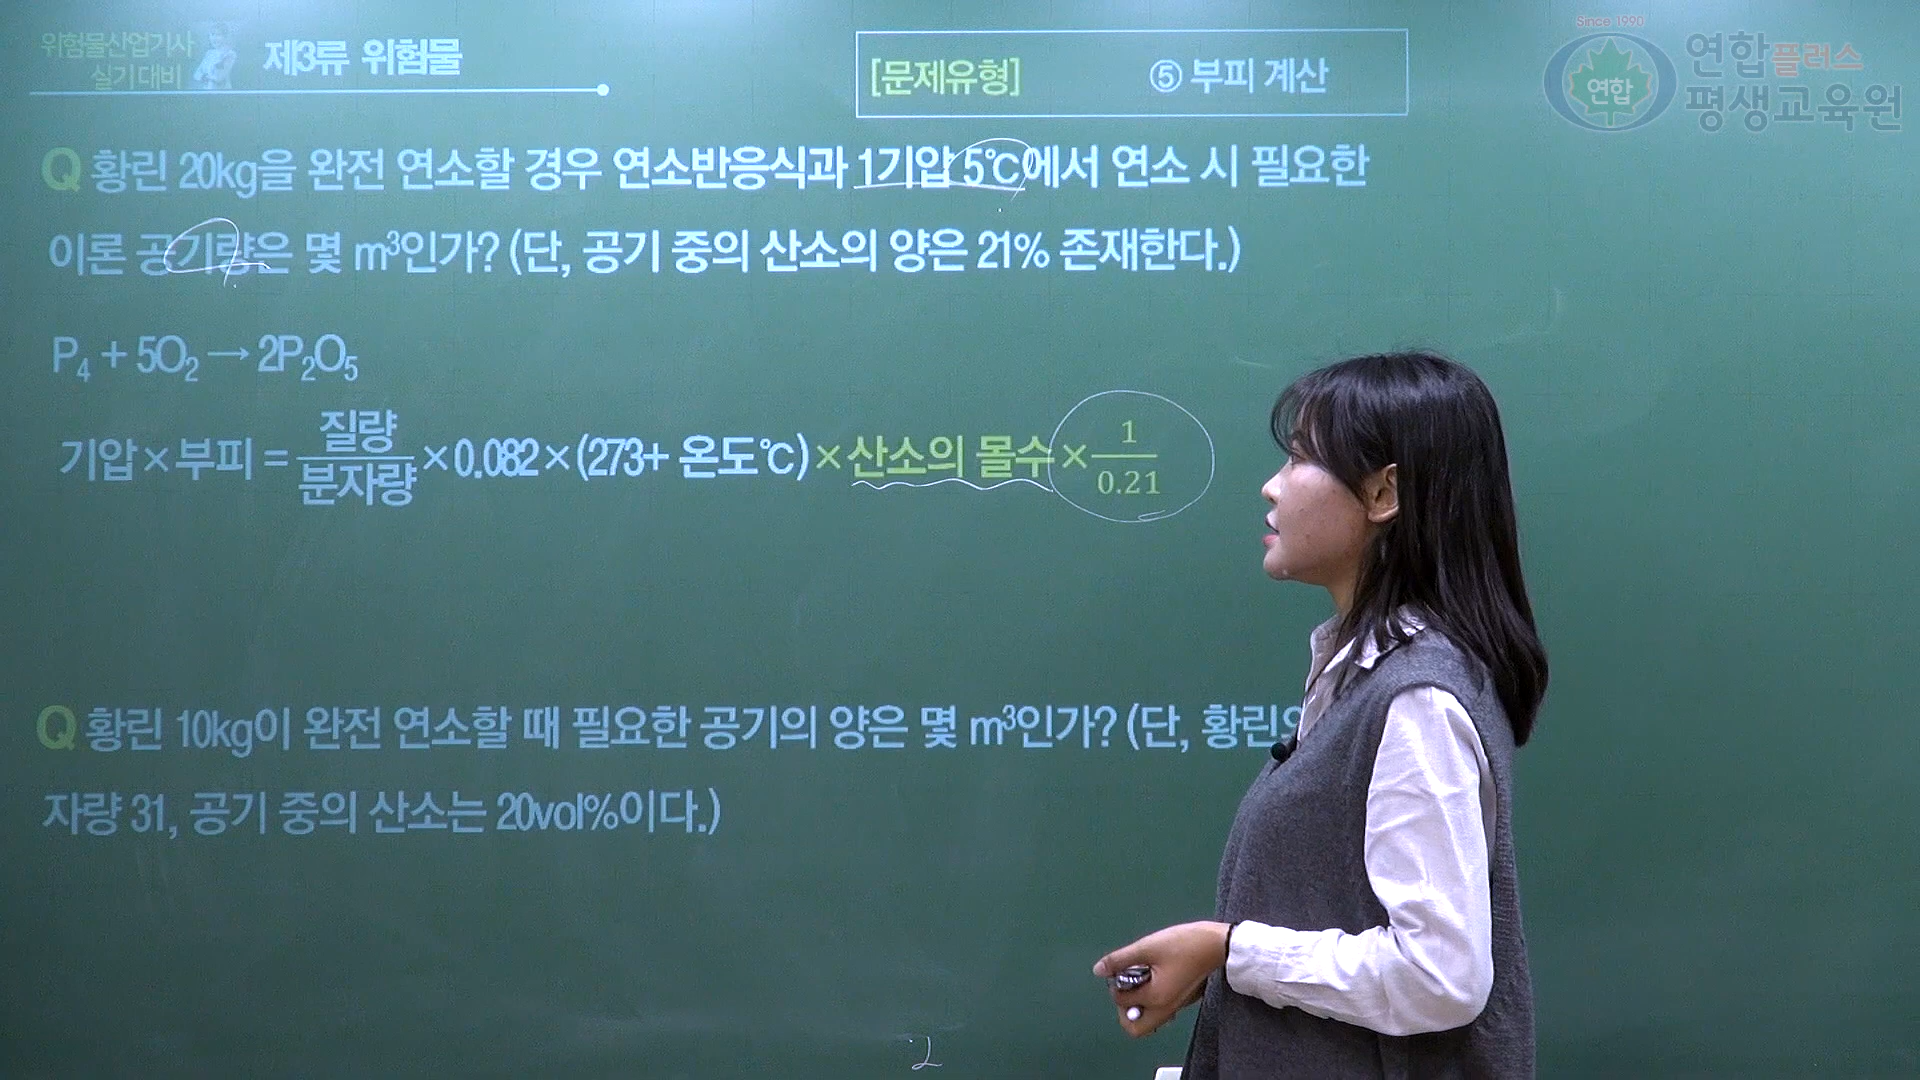 위험물산업기사
실기 대비
제3류 위험물
[문제유형] ⑤ 부피 계산
Since 1990
연합
연합플러스
평생교육원
Q 황린 20kg을 완전 연소할 경우 연소반응식과 1기압 5℃에서 연소 시 필요한
이론 공기량은 몇 m³인가? (단, 공기 중의 산소의 양은 21% 존재한다.)
P₄ + 5O₂ → 2P₂O₅
기압 × 부피 = 질량/분자량 × 0.082 × (273+ 온도℃) × 산소의 몰수 × 1/0.21
Q 황린 10kg이 완전 연소할 때 필요한 공기의 양은 몇 m³인가? (단, 황린의
자량 31, 공기 중의 산소는 20vol%이다.)
2